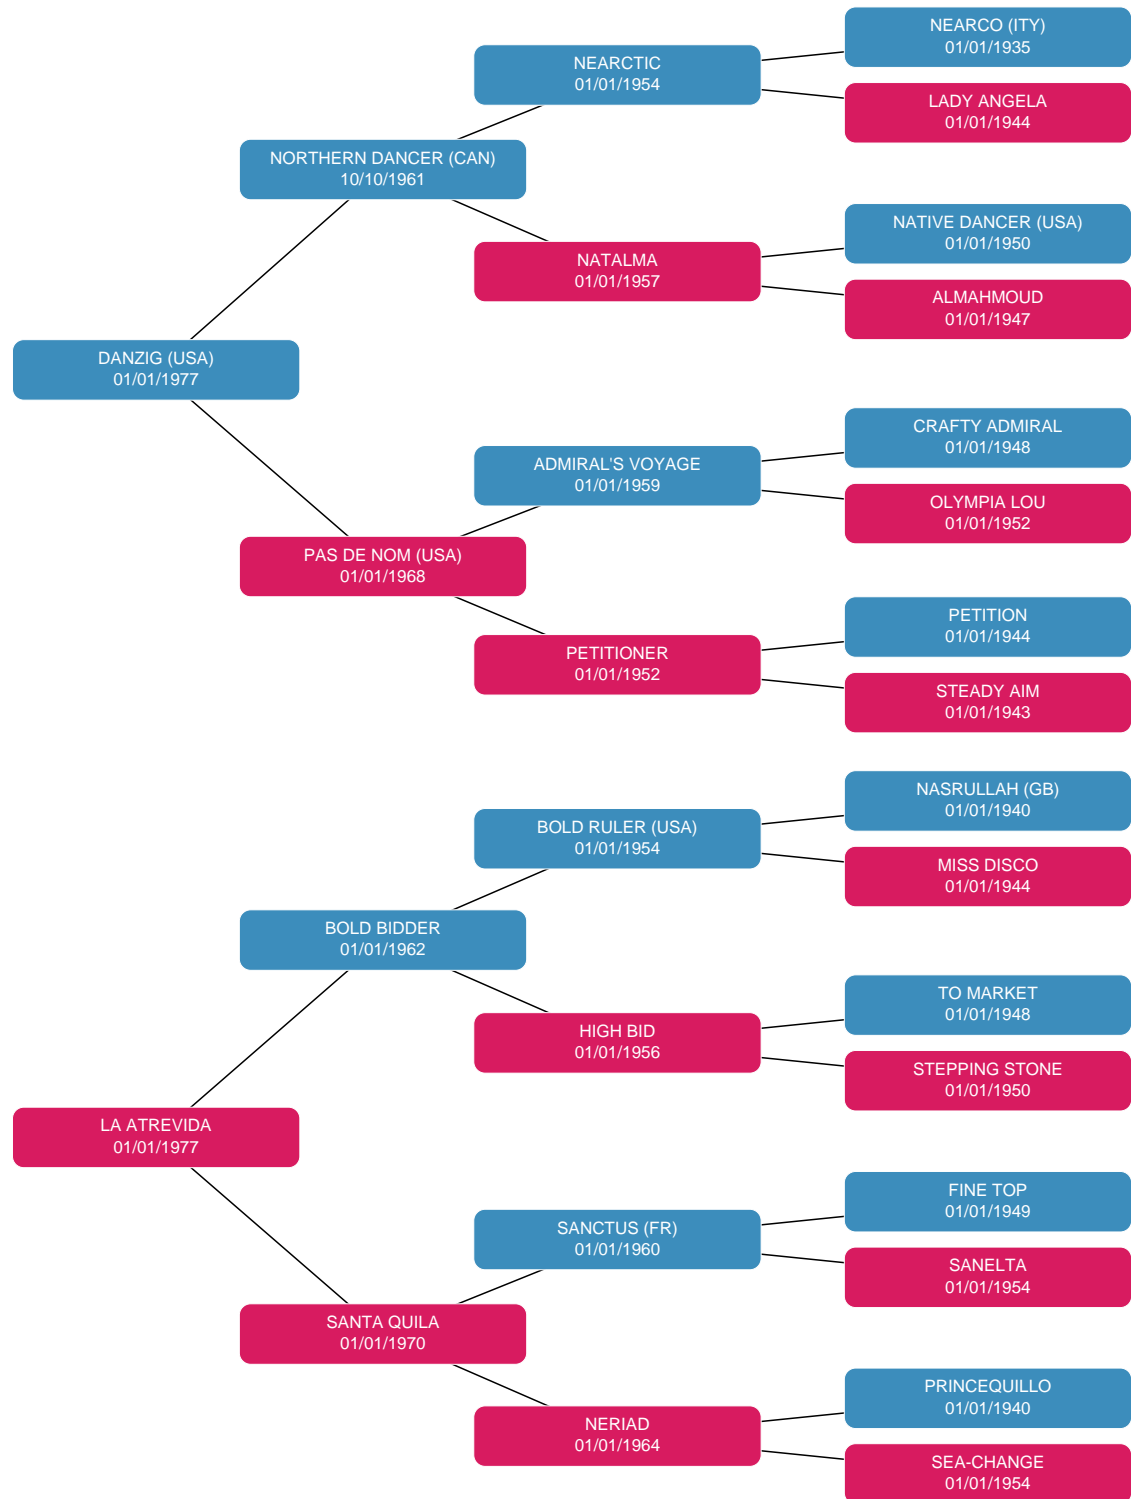 NEARCO (ITY)
01/01/1935
NEARCTIC
01/01/1954
LADY ANGELA
01/01/1944
NORTHERN DANCER (CAN)
10/10/1961
NATIVE DANCER (USA)
01/01/1950
NATALMA
01/01/1957
ALMAHMOUD
01/01/1947
DANZIG (USA)
01/01/1977
CRAFTY ADMIRAL
01/01/1948
ADMIRAL'S VOYAGE
01/01/1959
OLYMPIA LOU
01/01/1952
PAS DE NOM (USA)
01/01/1968
PETITION
01/01/1944
PETITIONER
01/01/1952
STEADY AIM
01/01/1943
NASRULLAH (GB)
01/01/1940
BOLD RULER (USA)
01/01/1954
MISS DISCO
01/01/1944
BOLD BIDDER
01/01/1962
TO MARKET
01/01/1948
HIGH BID
01/01/1956
STEPPING STONE
01/01/1950
LA ATREVIDA
01/01/1977
FINE TOP
01/01/1949
SANCTUS (FR)
01/01/1960
SANELTA
01/01/1954
SANTA QUILA
01/01/1970
PRINCEQUILLO
01/01/1940
NERIAD
01/01/1964
SEA-CHANGE
01/01/1954